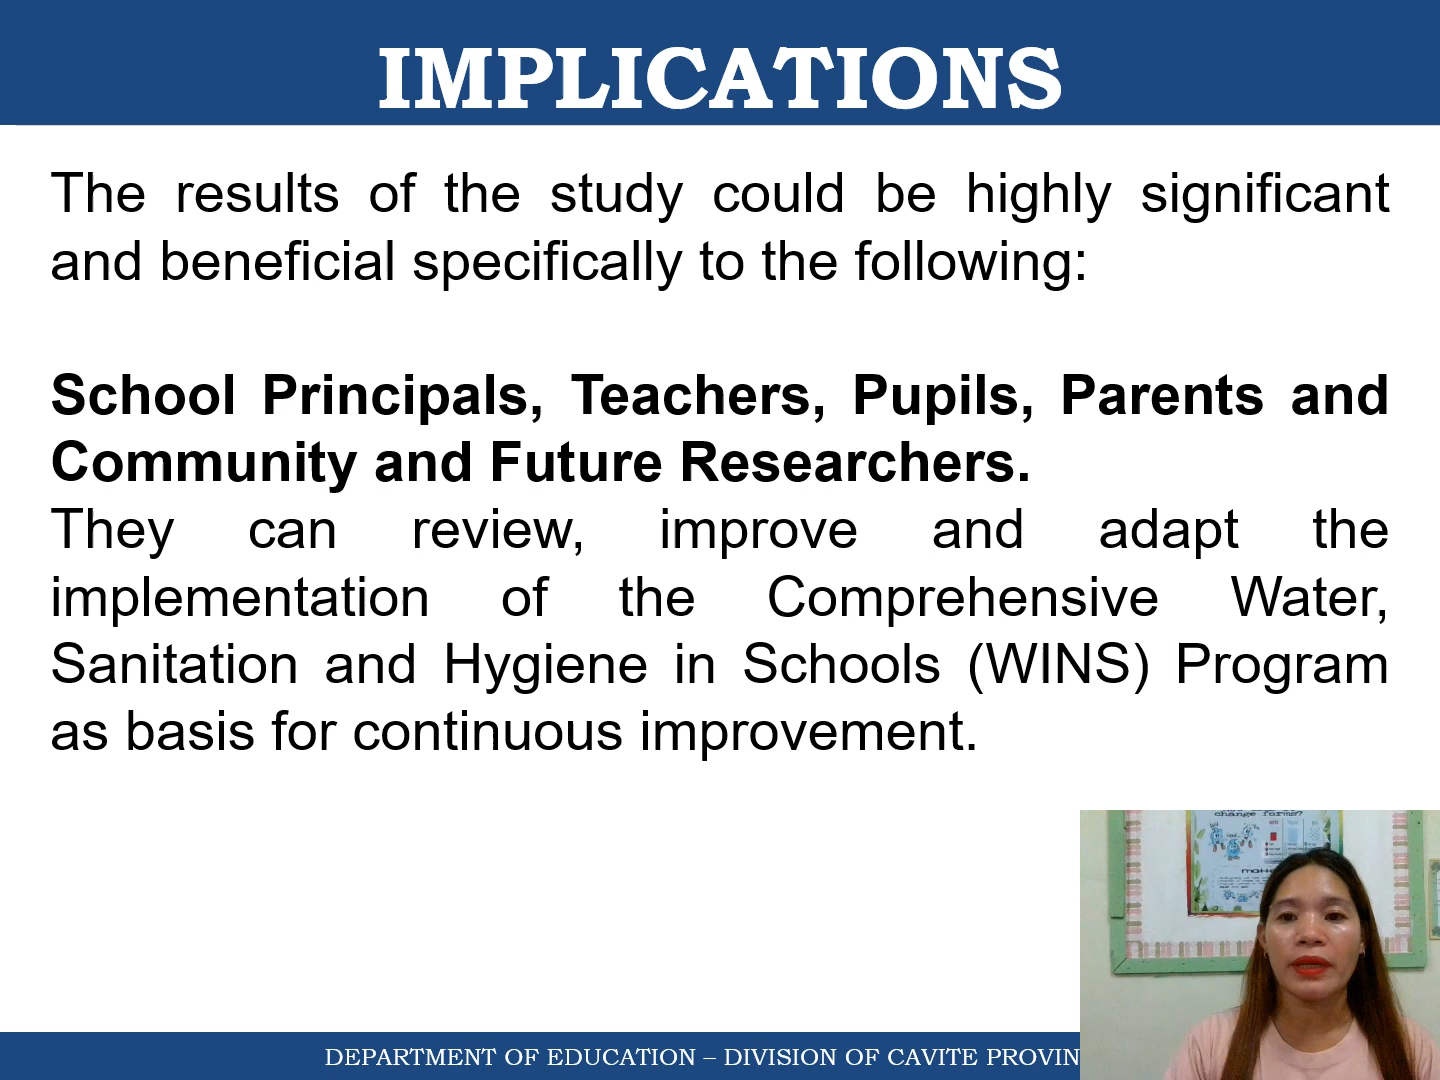 IMPLICATIONS
The results of the study could be highly significant
and beneficial specifically to the following:
School Principals, Teachers, Pupils, Parents and
Community and Future Researchers.
They can review, improve and adapt the
implementation of the Comprehensive Water,
Sanitation and Hygiene in Schools (WINS) Program
as basis for continuous improvement.
change forms?
DEPARTMENT OF EDUCATION – DIVISION OF CAVITE PROVIN